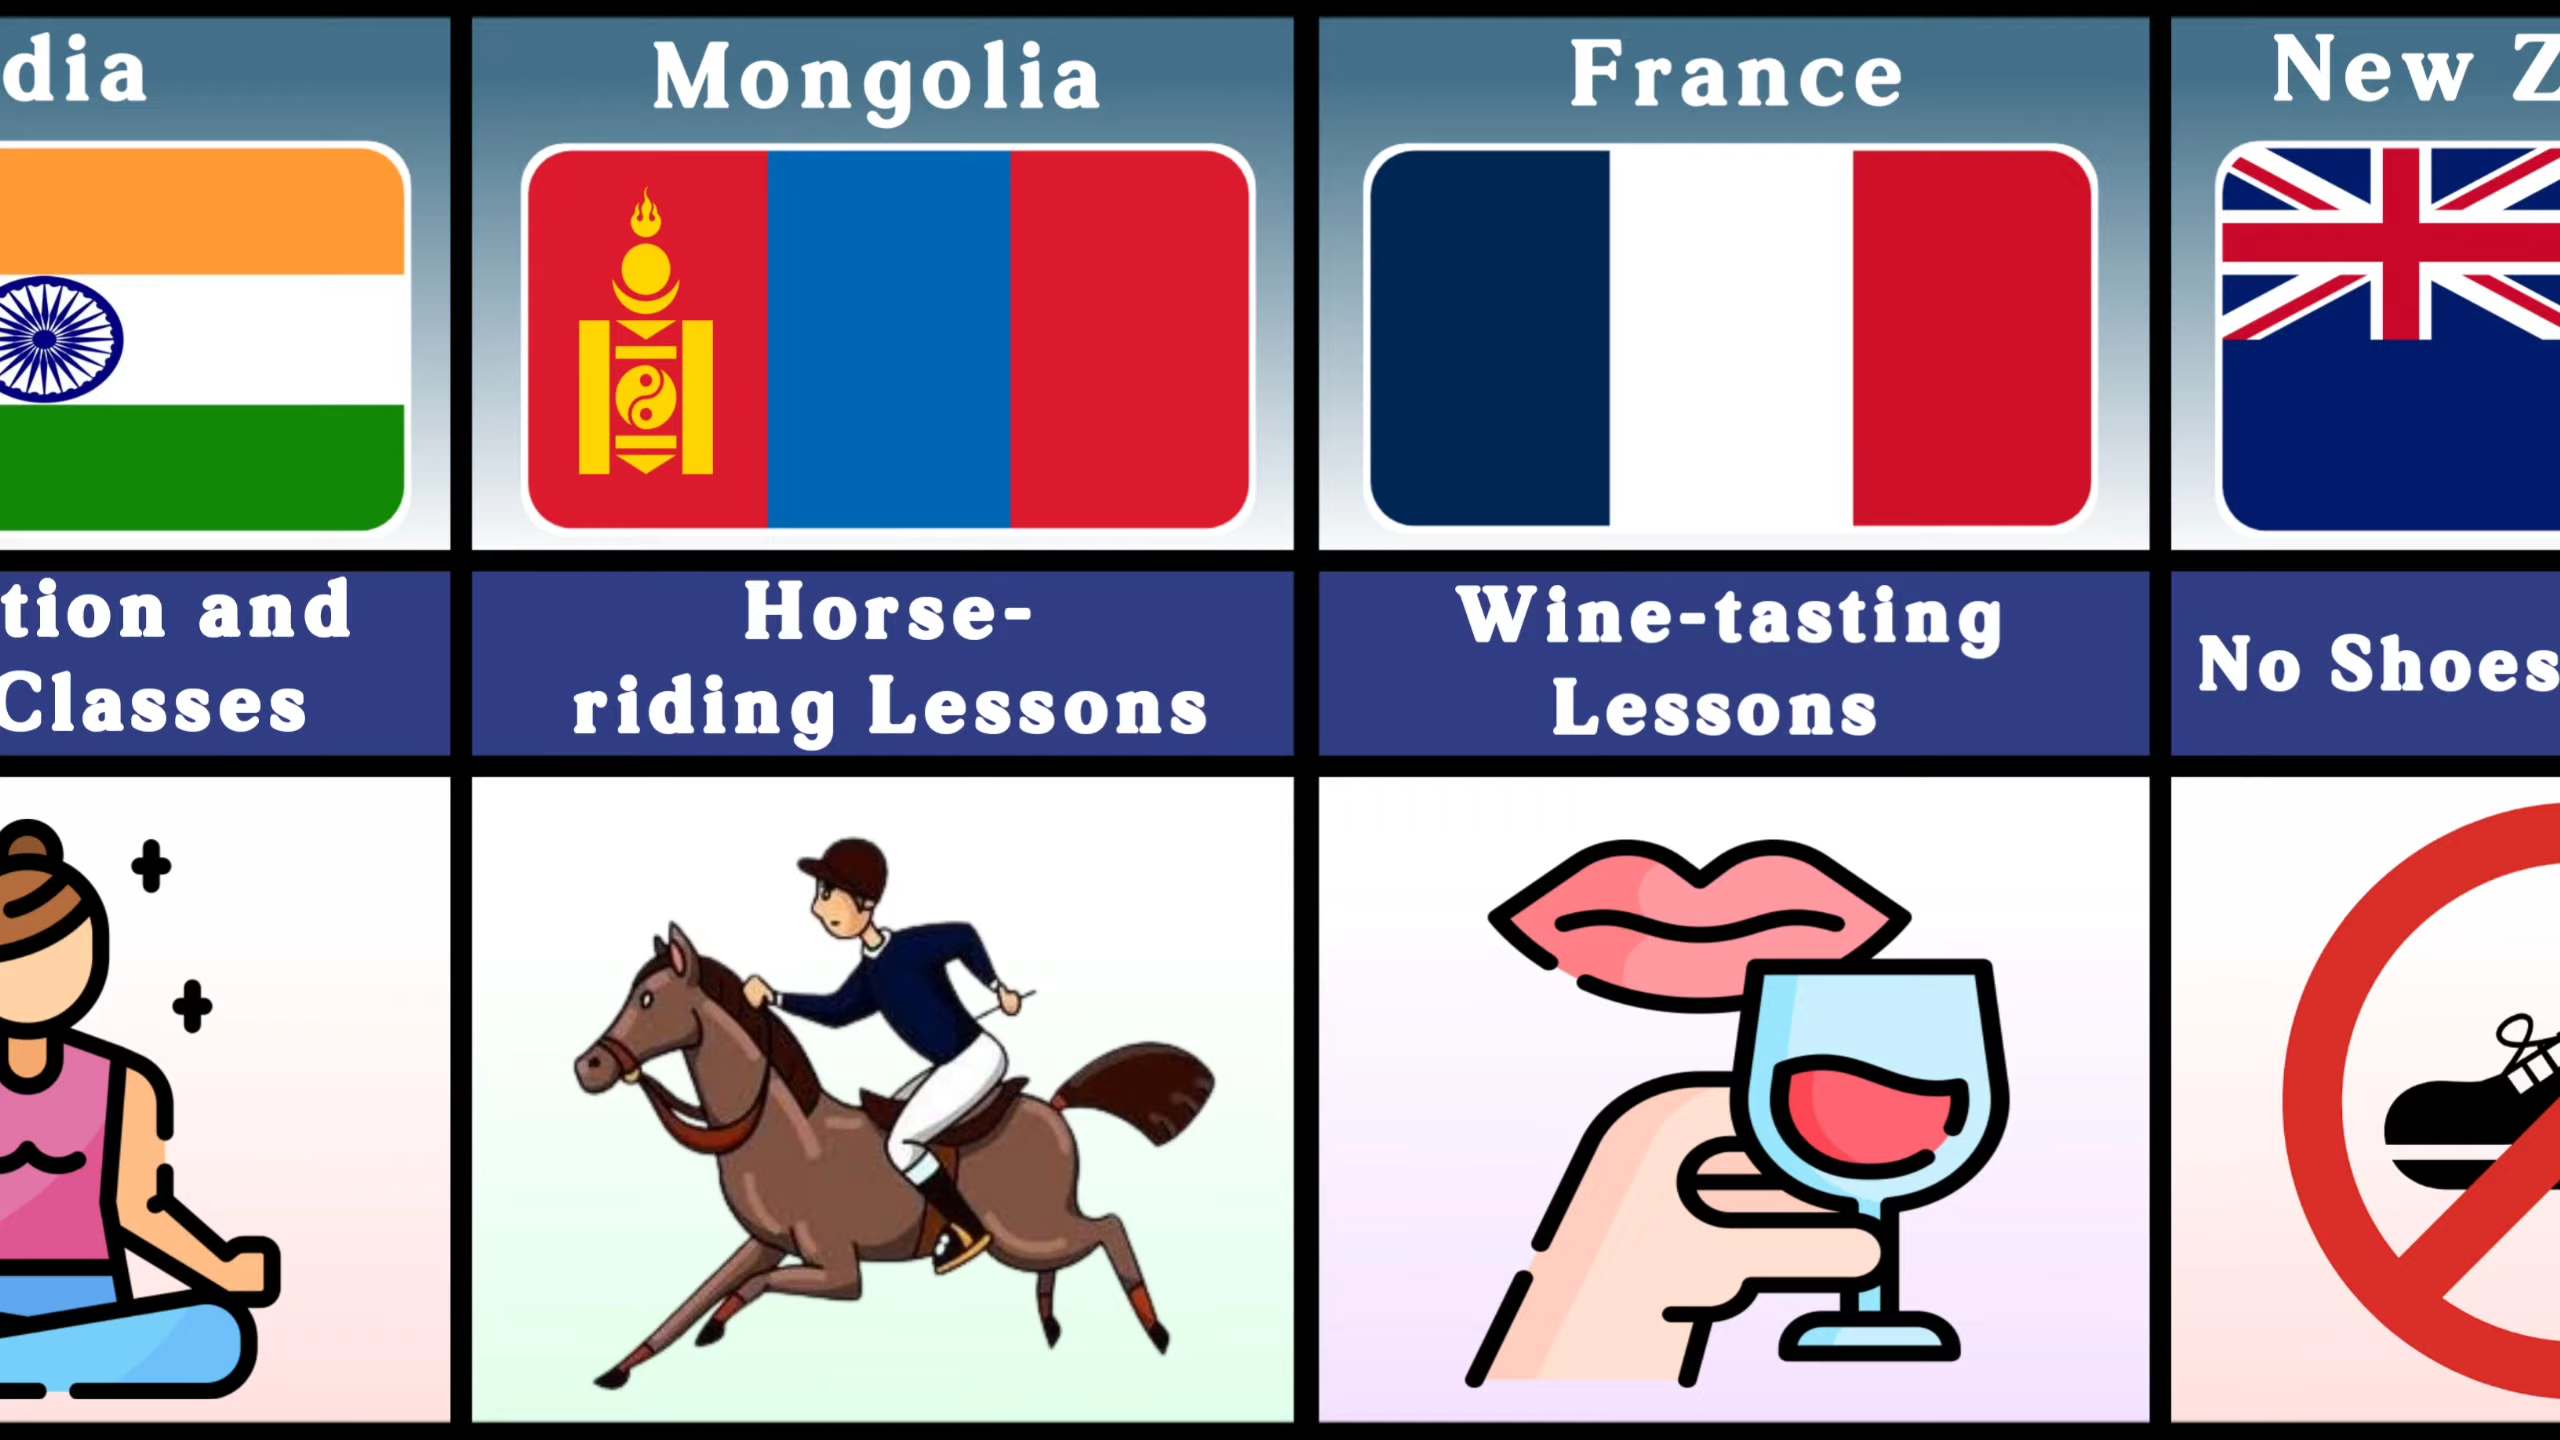 dia
Mongolia
France
New Z
tion and
Classes
Horse-
riding Lessons
Wine-tasting
Lessons
No Shoes